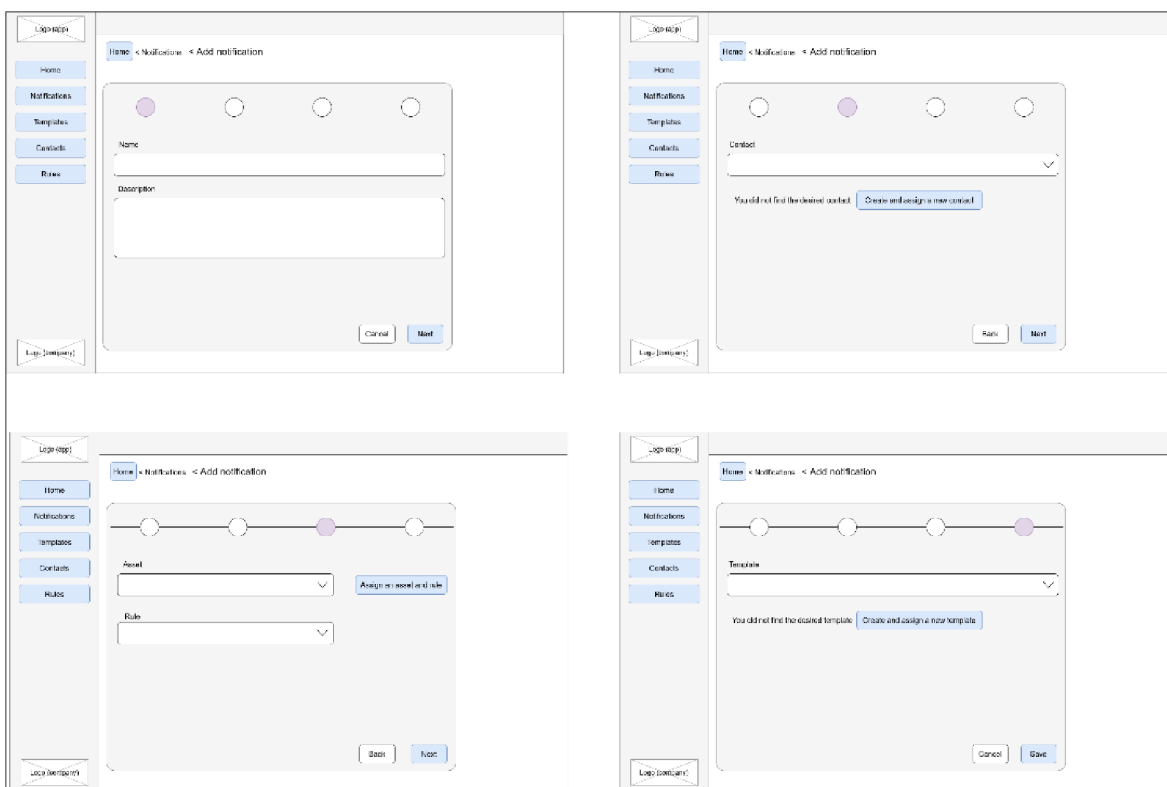 Logo (app)
Home < Notifications < Add notification
Home
Notifications
Templates
Contacts
Rules
Name
Description
Cancel Next
Logo (company)
Logo (app)
Home < Notifications < Add notification
Home
Notifications
Templates
Contacts
Rules
Contact
You did not find the desired contact Create and assign a new contact
Back Next
Logo (company)
Logo (app)
Home < Notifications < Add notification
Home
Notifications
Templates
Contacts
Rules
Asset
Assign an asset and rule
Rule
Back Next
Logo (company)
Logo (app)
Home < Notifications < Add notification
Home
Notifications
Templates
Contacts
Rules
Template
You did not find the desired template Create and assign a new template
Cancel Save
Logo (company)